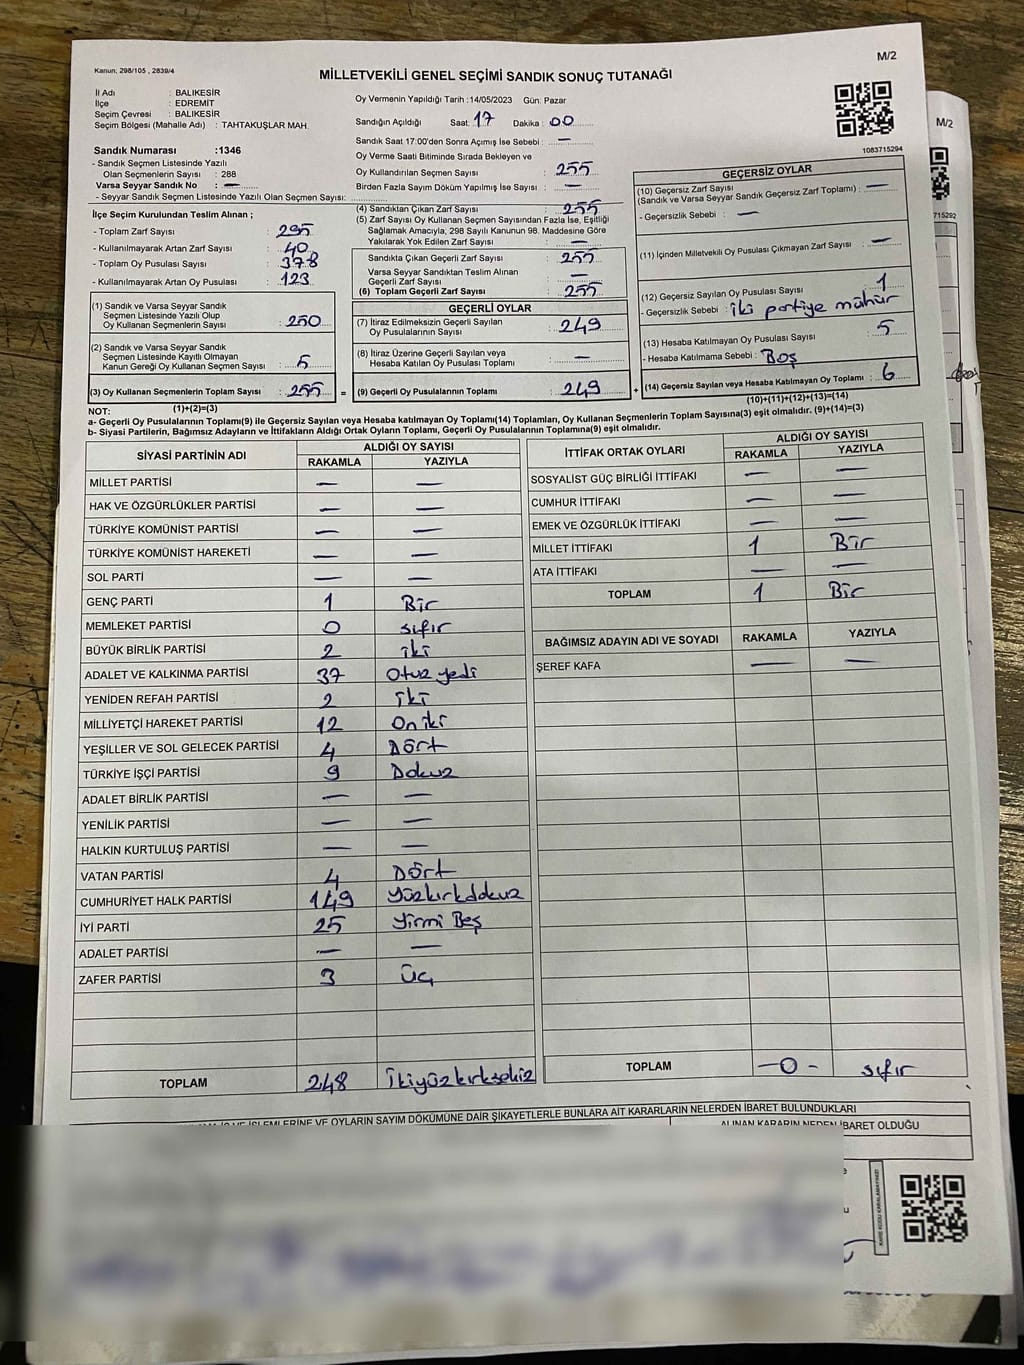 M/2
Kanun: 298/105 , 2839/4
MİLLETVEKİLİ GENEL SEÇİMİ SANDIK SONUÇ TUTANAĞI
İl Adı : BALIKESİR
İlçe : EDREMİT
Seçim Çevresi : BALIKESİR
Seçim Bölgesi (Mahalle Adı) : TAHTAKUŞLAR MAH.
Sandık Numarası :1346
- Sandık Seçmen Listesinde Yazılı
Olan Seçmenlerin Sayısı : 288
Varsa Seyyar Sandık No : —
- Seyyar Sandık Seçmen Listesinde Yazılı Olan Seçmen Sayısı:
İlçe Seçim Kurulundan Teslim Alınan ;
- Toplam Zarf Sayısı : 295
- Kullanılmayarak Artan Zarf Sayısı : 40
- Toplam Oy Pusulası Sayısı : 378
- Kullanılmayarak Artan Oy Pusulası : 123
(1) Sandık ve Varsa Seyyar Sandık
Seçmen Listesinde Yazılı Olup
Oy Kullanan Seçmenlerin Sayısı : 250
(2) Sandık ve Varsa Seyyar Sandık
Seçmen Listesinde Kayıtlı Olmayan
Kanun Gereği Oy Kullanan Seçmen Sayısı : 5
(3) Oy Kullanan Seçmenlerin Toplam Sayısı : 255 =
Oy Vermenin Yapıldığı Tarih :14/05/2023 Gün: Pazar
Sandığın Açıldığı Saat: 17 Dakika : 00
Sandık Saat 17:00'den Sonra Açımış İse Sebebi : —
Oy Verme Saati Bitiminde Sırada Bekleyen ve
Oy Kullandırılan Seçmen Sayısı : 255
Birden Fazla Sayım Döküm Yapılmış İse Sayısı : —
(4) Sandıktan Çıkan Zarf Sayısı : 255
(5) Zarf Sayısı Oy Kullanan Seçmen Sayısından Fazla İse, Eşitliği
Sağlamak Amacıyla, 298 Sayılı Kanunun 98. Maddesine Göre
Yakılarak Yok Edilen Zarf Sayısı : —
Sandıkta Çıkan Geçerli Zarf Sayısı : 255
Varsa Seyyar Sandıktan Teslim Alınan
Geçerli Zarf Sayısı : —
(6) Toplam Geçerli Zarf Sayısı : 255
GEÇERLİ OYLAR
(7) İtiraz Edilmeksizin Geçerli Sayılan
Oy Pusulalarının Sayısı : 249
(8) İtiraz Üzerine Geçerli Sayılan veya
Hesaba Katılan Oy Pusulası Toplamı : —
(9) Geçerli Oy Pusulalarının Toplamı : 249 +
1083715294
GEÇERSİZ OYLAR
(10) Geçersiz Zarf Sayısı
(Sandık ve Varsa Seyyar Sandık Geçersiz Zarf Toplamı) : —
- Geçersizlik Sebebi : —
(11) İçinden Milletvekili Oy Pusulası Çıkmayan Zarf Sayısı : —
(12) Geçersiz Sayılan Oy Pusulası Sayısı : 1
- Geçersizlik Sebebi : iki partiye mühür
(13) Hesaba Katılmayan Oy Pusulası Sayısı : 5
- Hesaba Katılmama Sebebi : Boş
(14) Geçersiz Sayılan veya Hesaba Katılmayan Oy Toplamı : 6
(10)+(11)+(12)+(13)=(14)
NOT: (1)+(2)=(3)
a- Geçerli Oy Pusulalarının Toplamı(9) ile Geçersiz Sayılan veya Hesaba katılmayan Oy Toplamı(14) Toplamları, Oy Kullanan Seçmenlerin Toplam Sayısına(3) eşit olmalıdır. (9)+(14)=(3)
b- Siyasi Partilerin, Bağımsız Adayların ve İttifakların Aldığı Ortak Oyların Toplamı, Geçerli Oy Pusulalarının Toplamına(9) eşit olmalıdır.
SİYASİ PARTİNİN ADI ALDIĞI OY SAYISI
RAKAMLA YAZIYLA
MİLLET PARTİSİ — —
HAK VE ÖZGÜRLÜKLER PARTİSİ — —
TÜRKİYE KOMÜNİST PARTİSİ — —
TÜRKİYE KOMÜNİST HAREKETİ — —
SOL PARTİ — —
GENÇ PARTİ 1 Bir
MEMLEKET PARTİSİ 0 sıfır
BÜYÜK BİRLİK PARTİSİ 2 iki
ADALET VE KALKINMA PARTİSİ 37 Otuz yedi
YENİDEN REFAH PARTİSİ 2 iki
MİLLİYETÇİ HAREKET PARTİSİ 12 On iki
YEŞİLLER VE SOL GELECEK PARTİSİ 4 Dört
TÜRKİYE İŞÇİ PARTİSİ 9 Dokuz
ADALET BİRLİK PARTİSİ — —
YENİLİK PARTİSİ — —
HALKIN KURTULUŞ PARTİSİ — —
VATAN PARTİSİ 4 Dört
CUMHURİYET HALK PARTİSİ 149 Yüzkırkdokuz
İYİ PARTİ 25 Yirmi Beş
ADALET PARTİSİ — —
ZAFER PARTİSİ 3 Üç
TOPLAM 248 İkiyüzkırksekiz
İTTİFAK ORTAK OYLARI ALDIĞI OY SAYISI
RAKAMLA YAZIYLA
SOSYALİST GÜÇ BİRLİĞİ İTTİFAKI — —
CUMHUR İTTİFAKI — —
EMEK VE ÖZGÜRLÜK İTTİFAKI — —
MİLLET İTTİFAKI 1 Bir
ATA İTTİFAKI — —
TOPLAM 1 Bir
BAĞIMSIZ ADAYIN ADI VE SOYADI RAKAMLA YAZIYLA
ŞEREF KAFA — —
TOPLAM -0- sıfır
İŞLEMLERİNE VE OYLARIN SAYIM DÖKÜMÜNE DAİR ŞİKAYETLERLE BUNLARA AİT KARARLARIN NELERDEN İBARET BULUNDUKLARI
ALINAN KARARIN NEDEN İBARET OLDUĞU
KARE KODU KARALAMAYINIZ!
M/2
715292